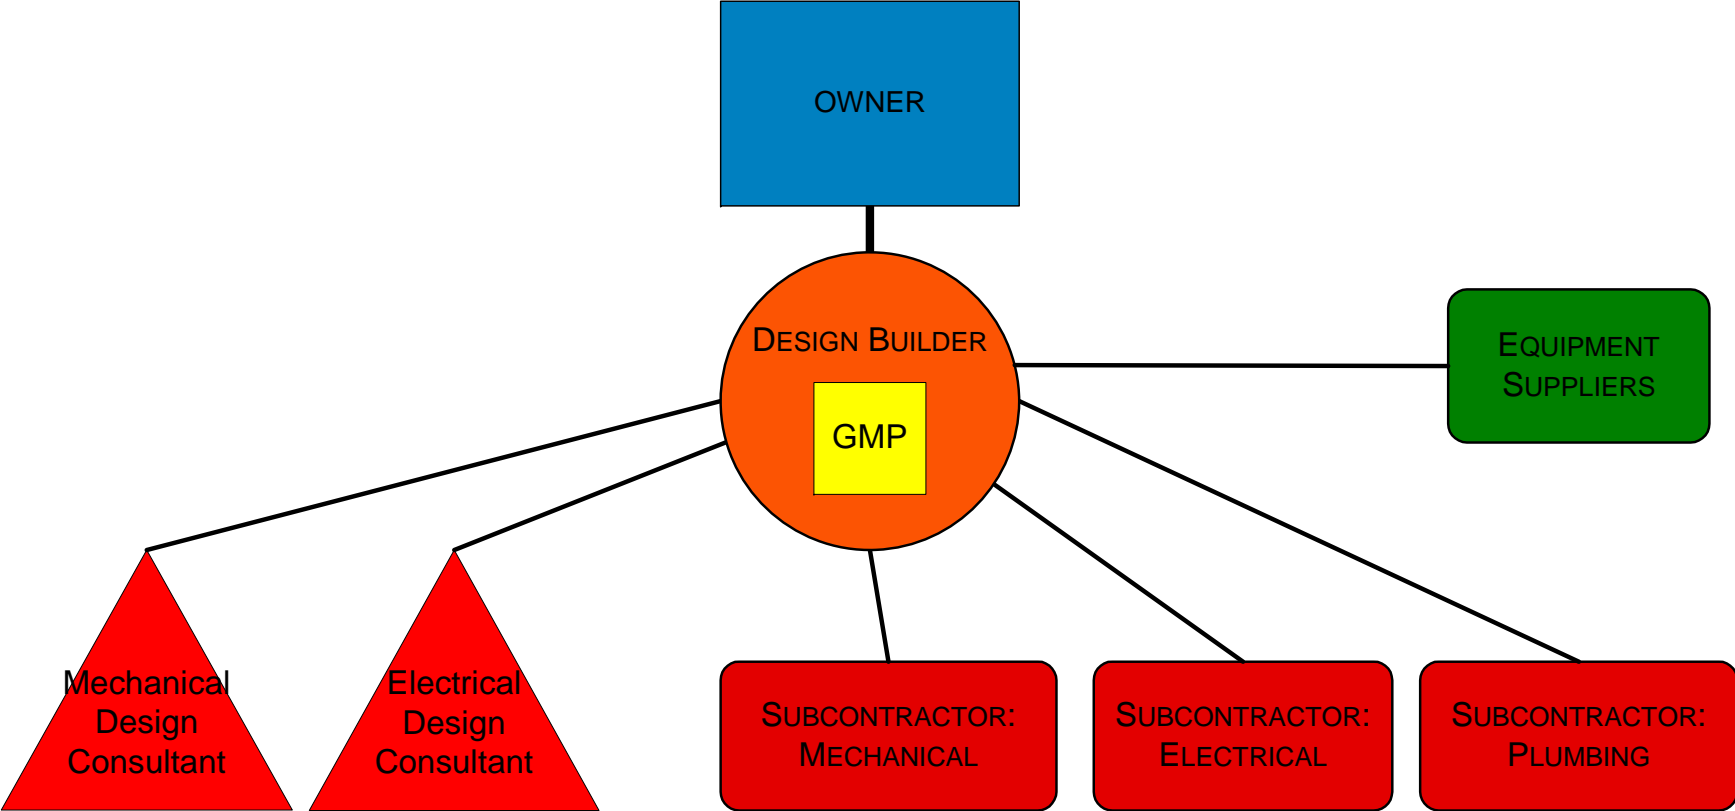 OWNER
DESIGN BUILDER
GMP
EQUIPMENT
SUPPLIERS
Mechanical
Design
Consultant
Electrical
Design
Consultant
SUBCONTRACTOR:
MECHANICAL
SUBCONTRACTOR:
ELECTRICAL
SUBCONTRACTOR:
PLUMBING